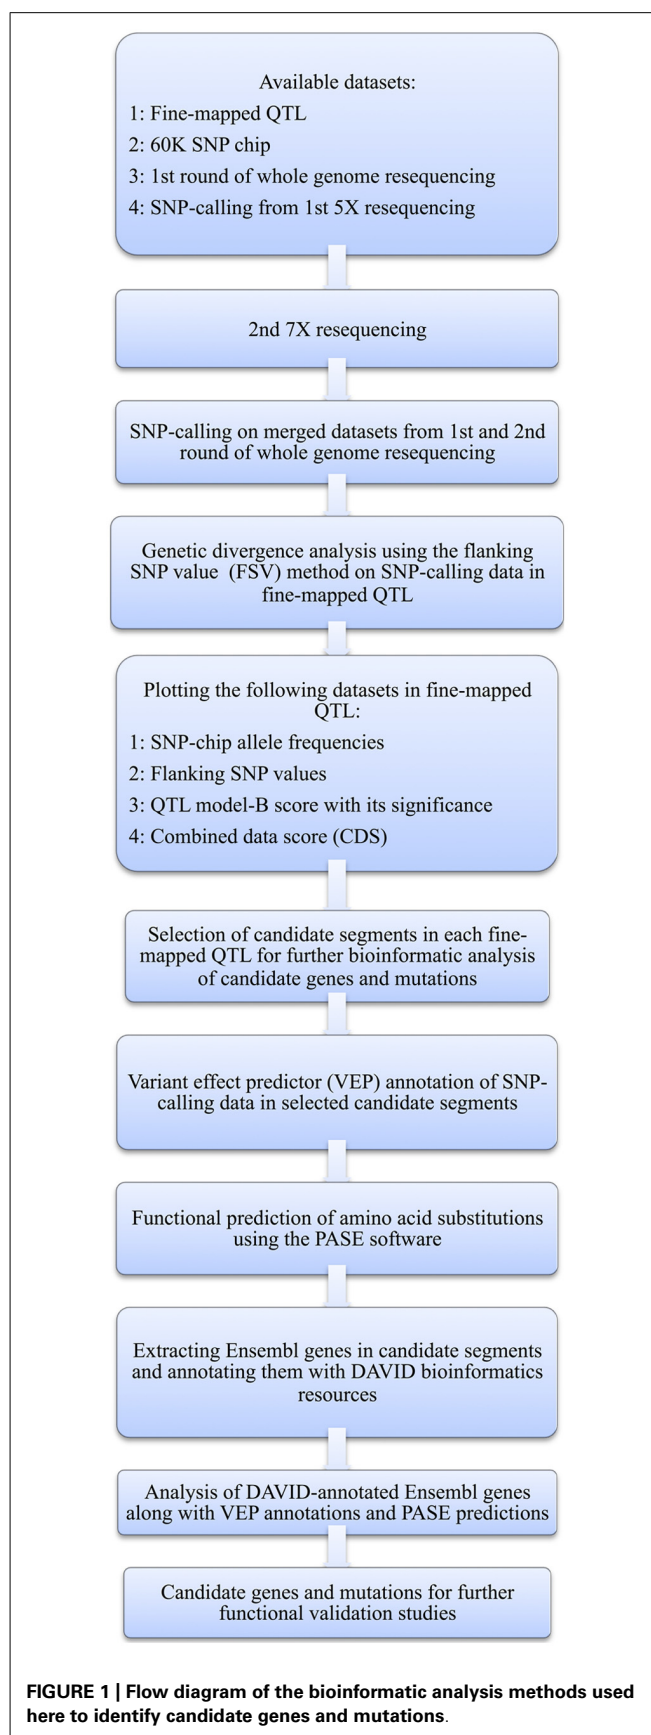 Available datasets:
1: Fine-mapped QTL
2: 60K SNP chip
3: 1st round of whole genome resequencing
4: SNP-calling from 1st 5X resequencing
2nd 7X resequencing
SNP-calling on merged datasets from 1st and 2nd
round of whole genome resequencing
Genetic divergence analysis using the flanking
SNP value (FSV) method on SNP-calling data in
fine-mapped QTL
Plotting the following datasets in fine-mapped
QTL:
1: SNP-chip allele frequencies
2: Flanking SNP values
3: QTL model-B score with its significance
4: Combined data score (CDS)
Selection of candidate segments in each fine-
mapped QTL for further bioinformatic analysis
of candidate genes and mutations
Variant effect predictor (VEP) annotation of SNP-
calling data in selected candidate segments
Functional prediction of amino acid substitutions
using the PASE software
Extracting Ensembl genes in candidate segments
and annotating them with DAVID bioinformatics
resources
Analysis of DAVID-annotated Ensembl genes
along with VEP annotations and PASE predictions
Candidate genes and mutations for further
functional validation studies
FIGURE 1 | Flow diagram of the bioinformatic analysis methods used
here to identify candidate genes and mutations.